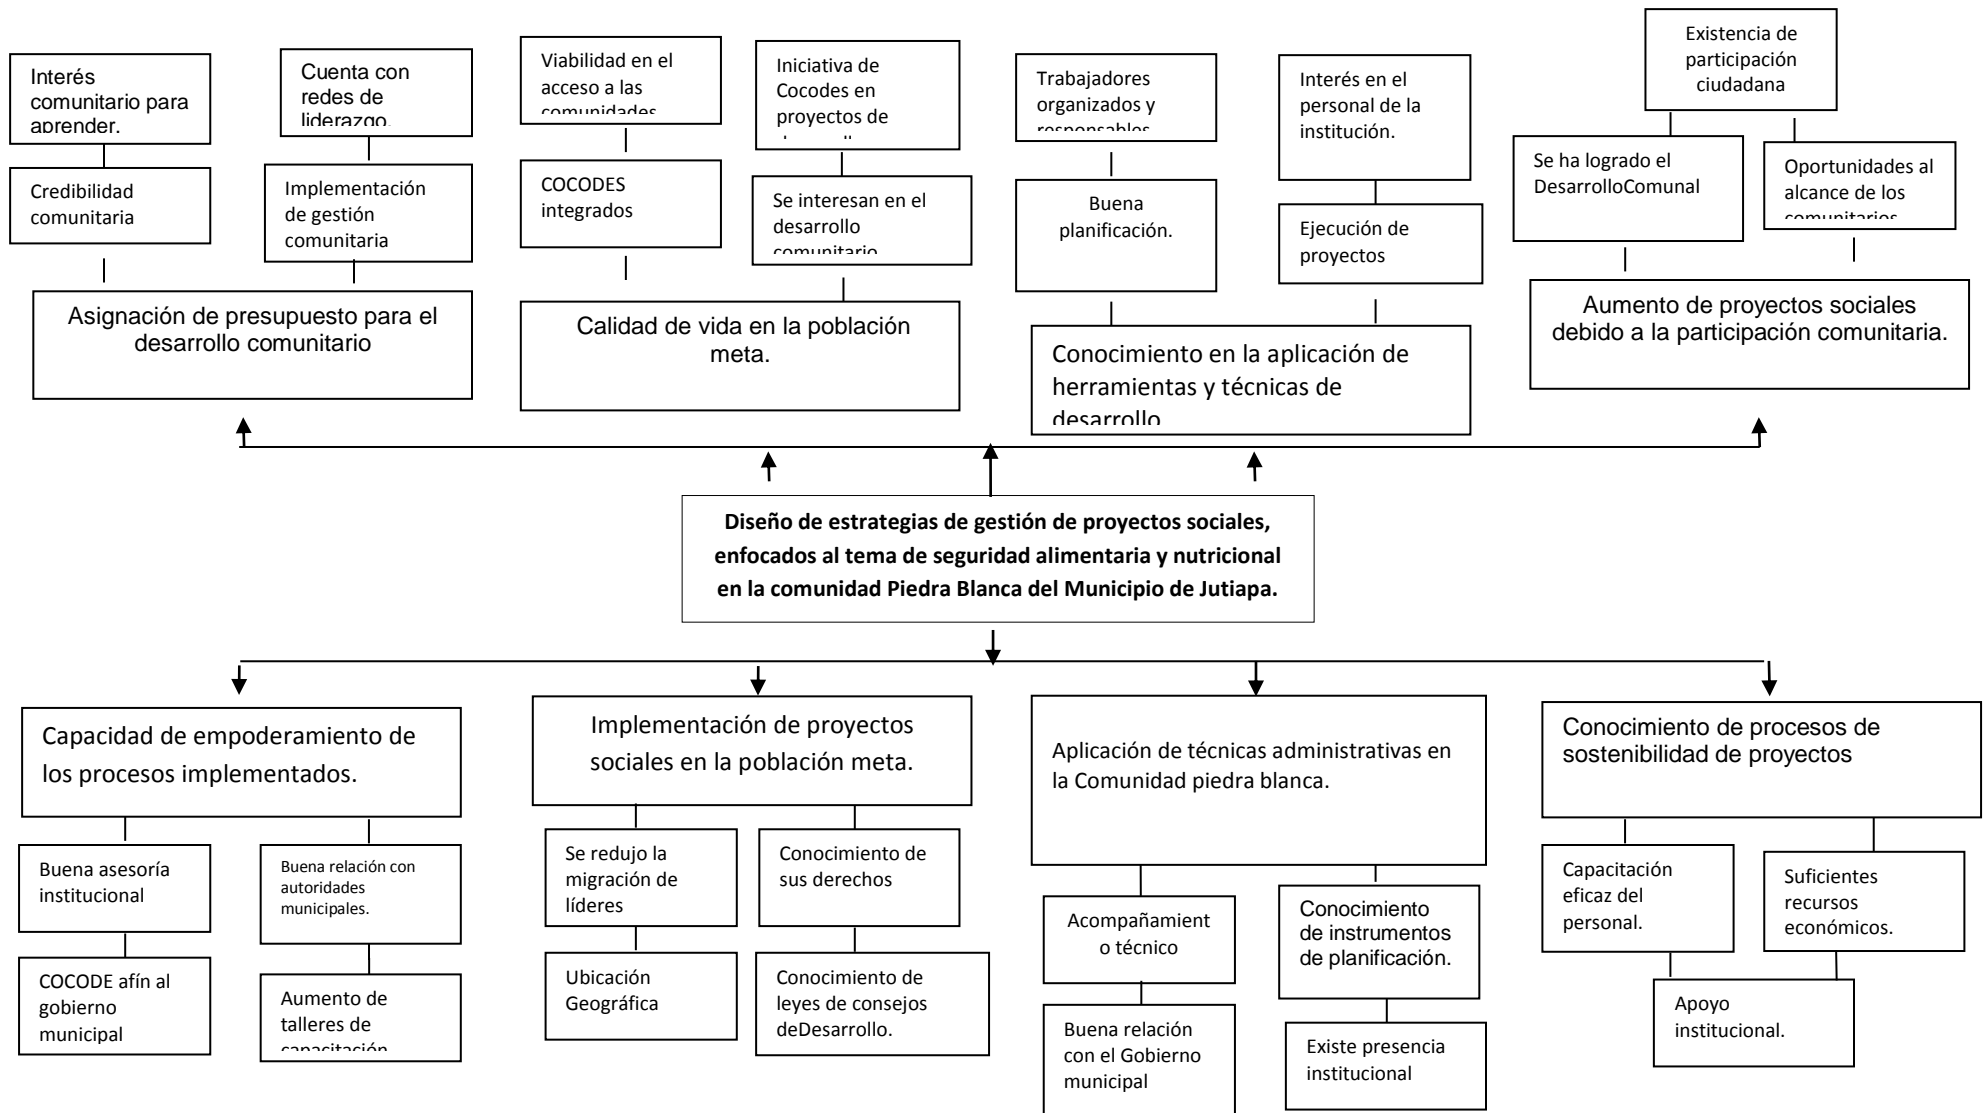 Interés
comunitario para
aprender.
Cuenta con
redes de
liderazgo.
Viabilidad en el
acceso a las
comunidades
Iniciativa de
Cocodes en
proyectos de
Trabajadores
organizados y
responsables
Interés en el
personal de la
institución.
Existencia de
participación
ciudadana
Credibilidad
comunitaria
Implementación
de gestión
comunitaria
COCODES
integrados
Se interesan en el
desarrollo
comunitario
Buena
planificación.
Ejecución de
proyectos
Se ha logrado el
DesarrolloComunal
Oportunidades al
alcance de los
comunitarios
Asignación de presupuesto para el
desarrollo comunitario
Calidad de vida en la población
meta.
Conocimiento en la aplicación de
herramientas y técnicas de
desarrollo
Aumento de proyectos sociales
debido a la participación comunitaria.
Diseño de estrategias de gestión de proyectos sociales,
enfocados al tema de seguridad alimentaria y nutricional
en la comunidad Piedra Blanca del Municipio de Jutiapa.
Capacidad de empoderamiento de
los procesos implementados.
Implementación de proyectos
sociales en la población meta.
Aplicación de técnicas administrativas en
la Comunidad piedra blanca.
Conocimiento de procesos de
sostenibilidad de proyectos
Buena asesoría
institucional
Buena relación con
autoridades
municipales.
Se redujo la
migración de
líderes
Conocimiento de
sus derechos
Acompañamient
o técnico
Conocimiento
de instrumentos
de planificación.
Capacitación
eficaz del
personal.
Suficientes
recursos
económicos.
COCODE afín al
gobierno
municipal
Aumento de
talleres de
capacitación
Ubicación
Geográfica
Conocimiento de
leyes de consejos
deDesarrollo.
Buena relación
con el Gobierno
municipal
Existe presencia
institucional
Apoyo
institucional.